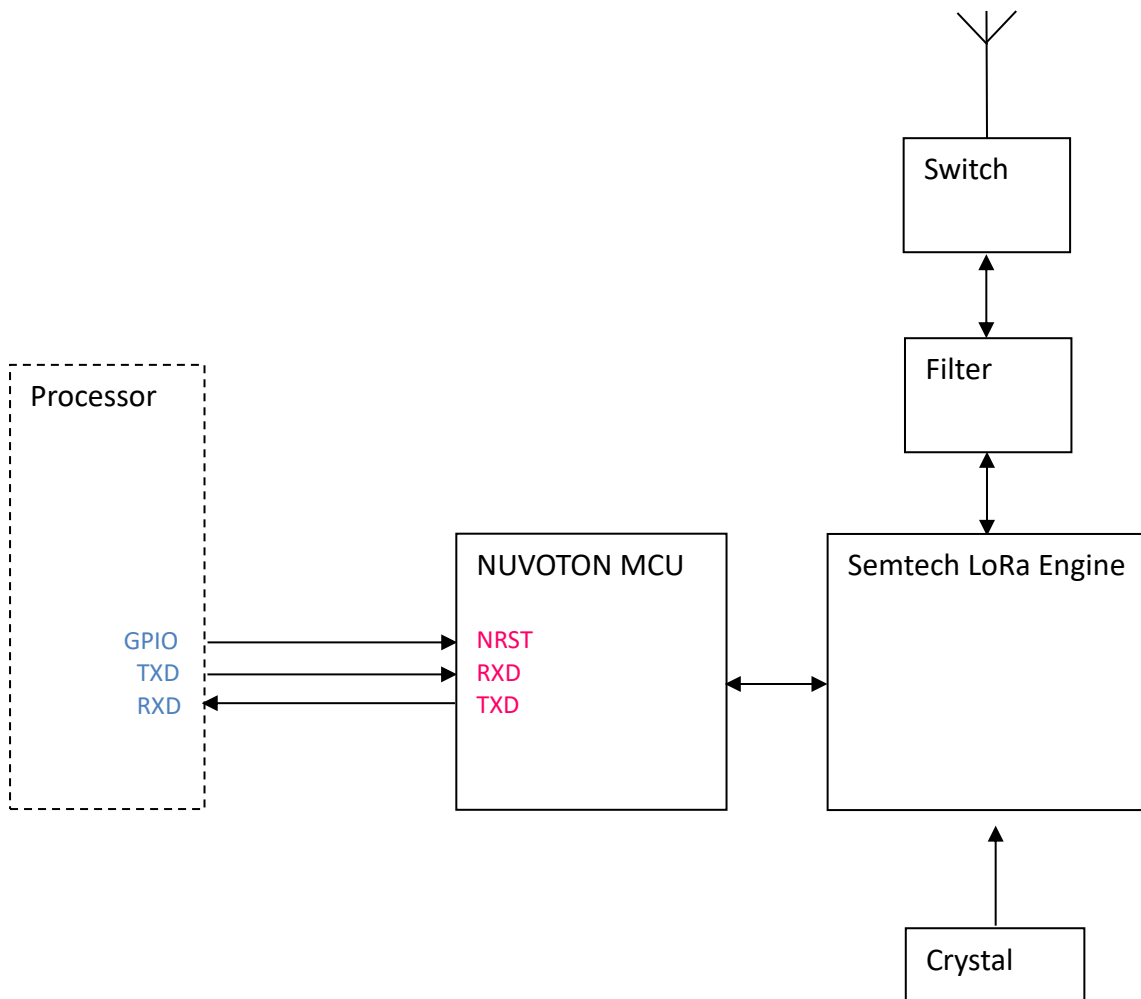 Switch
Filter
Processor
NUVOTON MCU
Semtech LoRa Engine
GPIO
NRST
TXD
RXD
RXD
TXD
Crystal